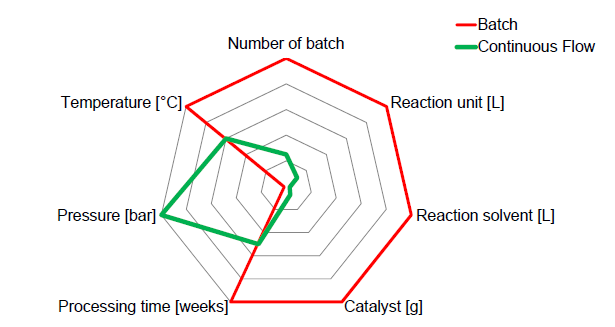 Batch
Continuous Flow
Number of batch
Temperature [°C]
Reaction unit [L]
Pressure [bar]
Reaction solvent [L]
Processing time [weeks]
Catalyst [g]